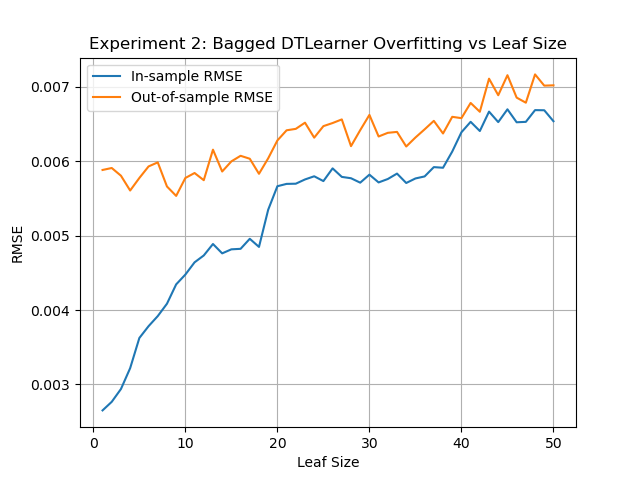 Experiment 2: Bagged DTLearner Overfitting vs Leaf Size
In-sample RMSE
Out-of-sample RMSE
0.007
0.006
0.005
0.004
0.003
RMSE
0
10
20
30
40
50
Leaf Size